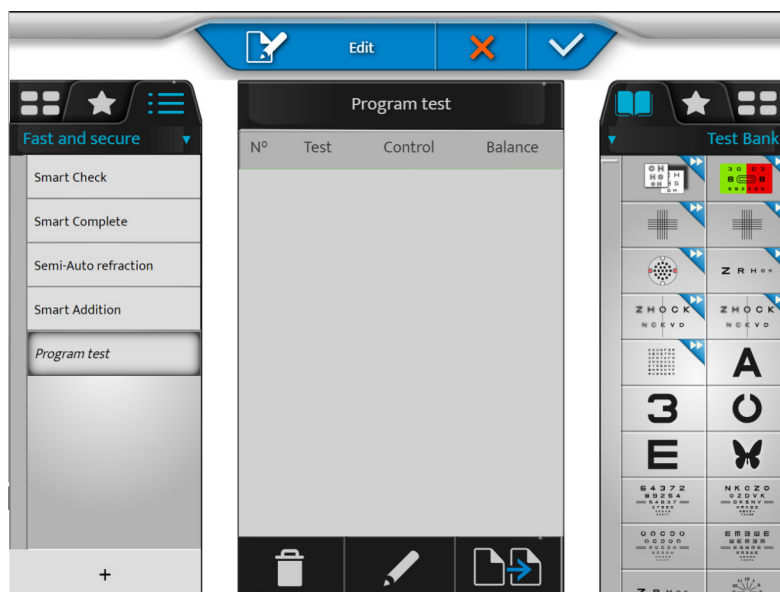 Edit
Program test
Nº Test Control Balance
Fast and secure
Smart Check
Smart Complete
Semi-Auto refraction
Smart Addition
Program test
+
Test Bank
Z R H
Z H O C K
N C K V D
Z H O C K
N C K V D
A
3
E
6 4 3 7 2
8 9 2 5 4
N K C Z O
O Z D V K
D K S N Y
E M E W E